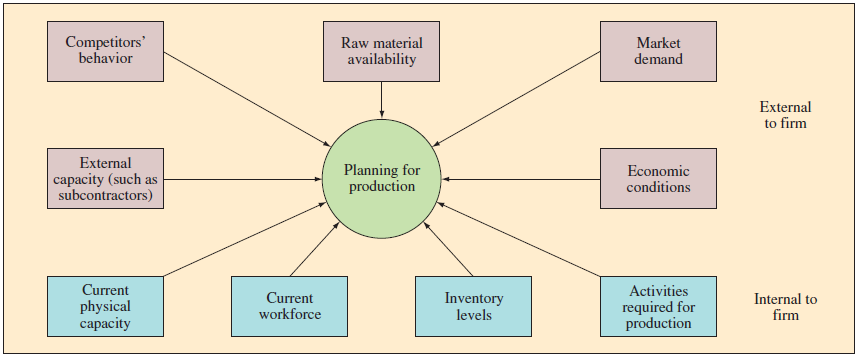 Competitors’
behavior
Raw material
availability
Market
demand
External
to firm
External
capacity (such as
subcontractors)
Planning for
production
Economic
conditions
Current
physical
capacity
Current
workforce
Inventory
levels
Activities
required for
production
Internal to
firm